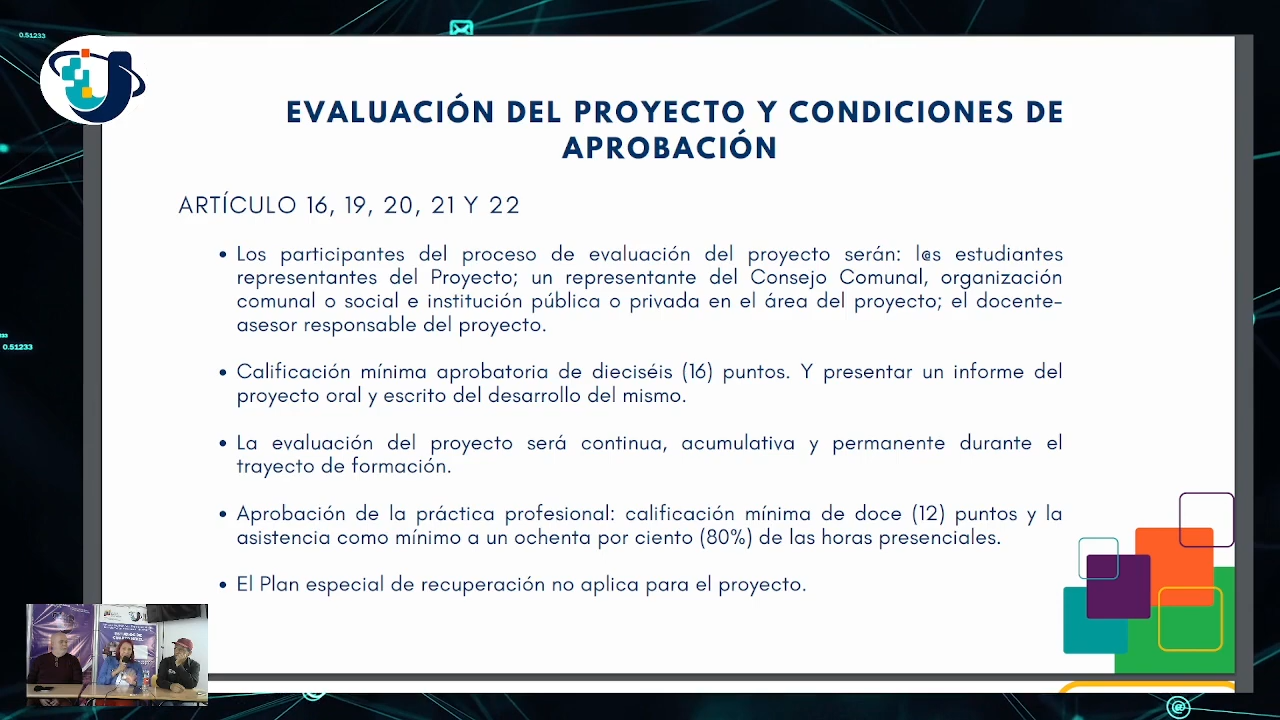 0.51233
EVALUACIÓN DEL PROYECTO Y CONDICIONES DE
APROBACIÓN
ARTÍCULO 16, 19, 20, 21 Y 22
• Los participantes del proceso de evaluación del proyecto serán: l@s estudiantes
representantes del Proyecto; un representante del Consejo Comunal, organización
comunal o social e institución pública o privada en el área del proyecto; el docente-
asesor responsable del proyecto.
0.51233
• Calificación mínima aprobatoria de dieciséis (16) puntos. Y presentar un informe del
proyecto oral y escrito del desarrollo del mismo.
• La evaluación del proyecto será continua, acumulativa y permanente durante el
trayecto de formación.
• Aprobación de la práctica profesional: calificación mínima de doce (12) puntos y la
asistencia como mínimo a un ochenta por ciento (80%) de las horas presenciales.
• El Plan especial de recuperación no aplica para el proyecto.